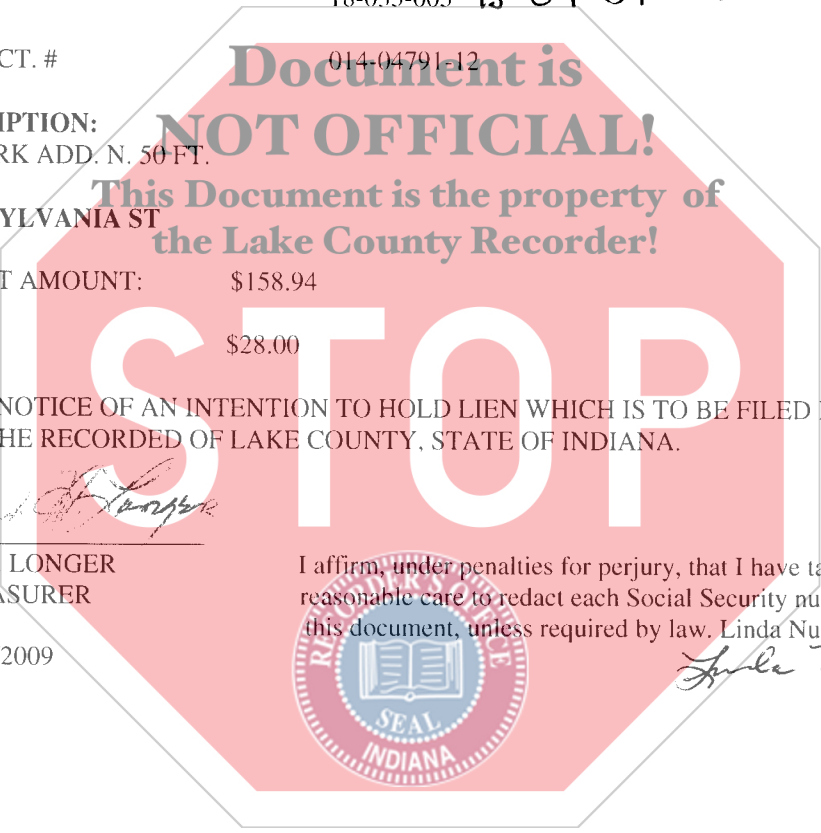 CT. # 014-04791-12
Document is
IPTION:
NOT OFFICIAL!
RK ADD. N. 50 FT.
This Document is the property of
YLVANIA ST
the Lake County Recorder!
T AMOUNT: $158.94
$28.00
STOP
NOTICE OF AN INTENTION TO HOLD LIEN WHICH IS TO BE FILED
HE RECORDED OF LAKE COUNTY, STATE OF INDIANA.
Longer
LONGER
ASURER
2009
I affirm, under penalties for perjury, that I have ta
reasonable care to redact each Social Security nu
this document, unless required by law. Linda Nu
Linda
RECORDER'S OFFICE
SEAL
INDIANA